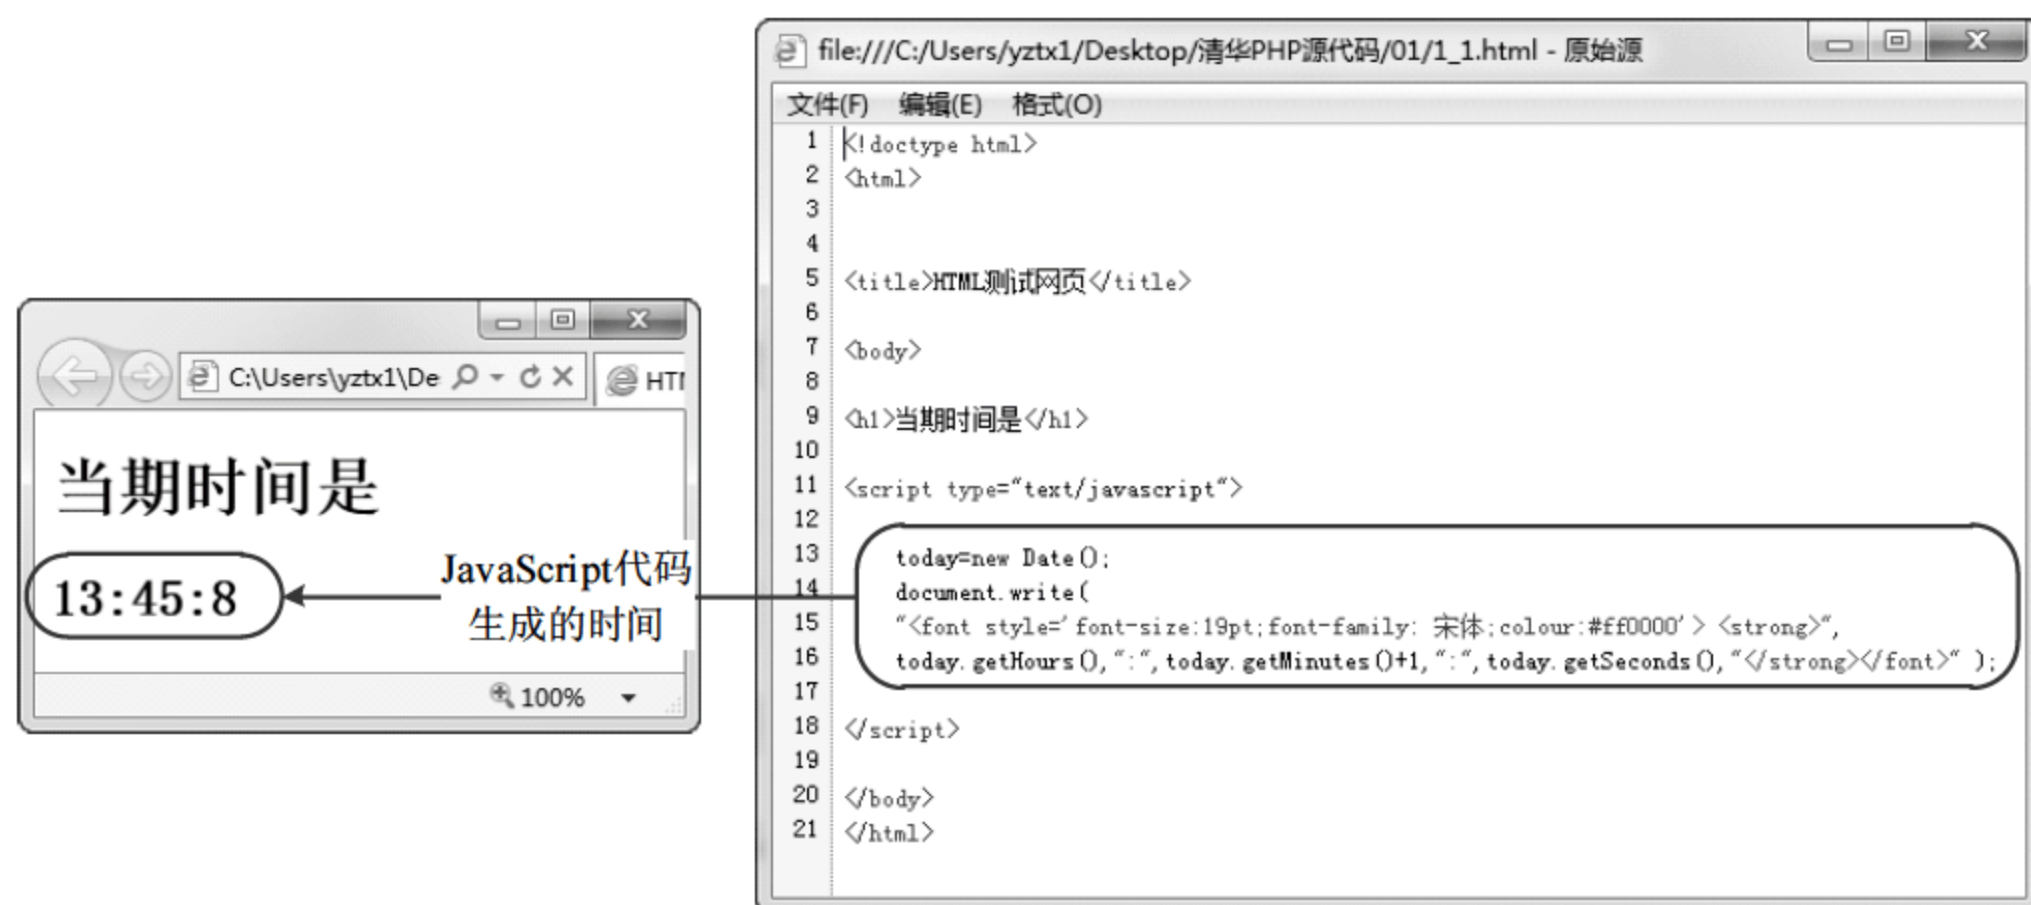 C:\Users\yztx1\De
HT
当期时间是
13:45:8
100%
JavaScript代码
生成的时间
file:///C:/Users/yztx1/Desktop/清华PHP源代码/01/1_1.html - 原始源
文件(F) 编辑(E) 格式(O)
1 <!doctype html>
2 <html>
3
4
5 <title>HTML测试网页</title>
6
7 <body>
8
9 <h1>当期时间是</h1>
10
11 <script type="text/javascript">
12
13 today=new Date();
14 document.write(
15 "<font style='font-size:19pt;font-family: 宋体;colour:#ff0000'> <strong>",
16 today.getHours(),":",today.getMinutes()+1,":",today.getSeconds(),"</strong></font>" );
17
18 </script>
19
20 </body>
21 </html>